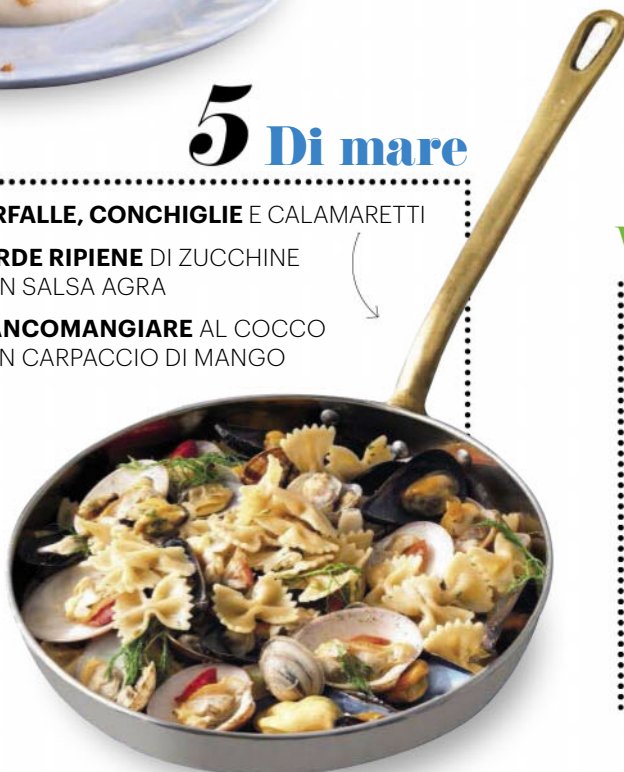 5 Di mare
RFALLE, CONCHIGLIE E CALAMARETTI
RDE RIPIENE DI ZUCCHINE
N SALSA AGRA
ANCOMANGIARE AL COCCO
N CARPACCIO DI MANGO